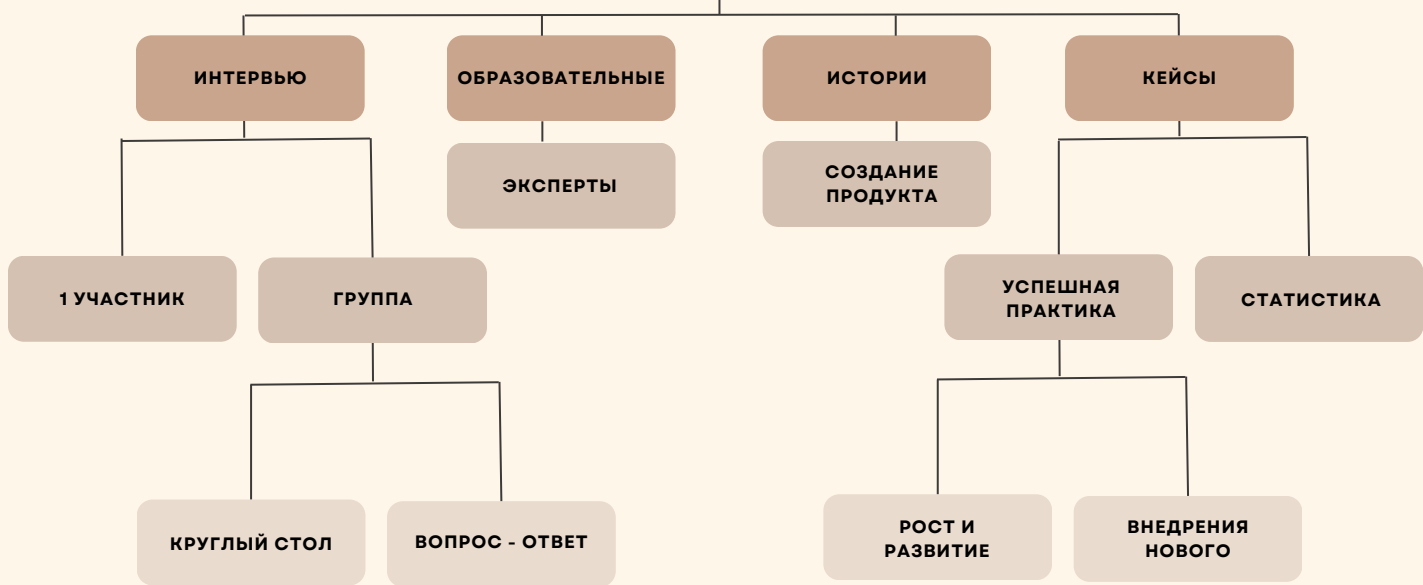 ИНТЕРВЬЮ
ОБРАЗОВАТЕЛЬНЫЕ
ИСТОРИИ
КЕЙСЫ
ЭКСПЕРТЫ
СОЗДАНИЕ
ПРОДУКТА
1 УЧАСТНИК
ГРУППА
УСПЕШНАЯ
ПРАКТИКА
СТАТИСТИКА
КРУГЛЫЙ СТОЛ
ВОПРОС - ОТВЕТ
РОСТ И
РАЗВИТИЕ
ВНЕДРЕНИЯ
НОВОГО